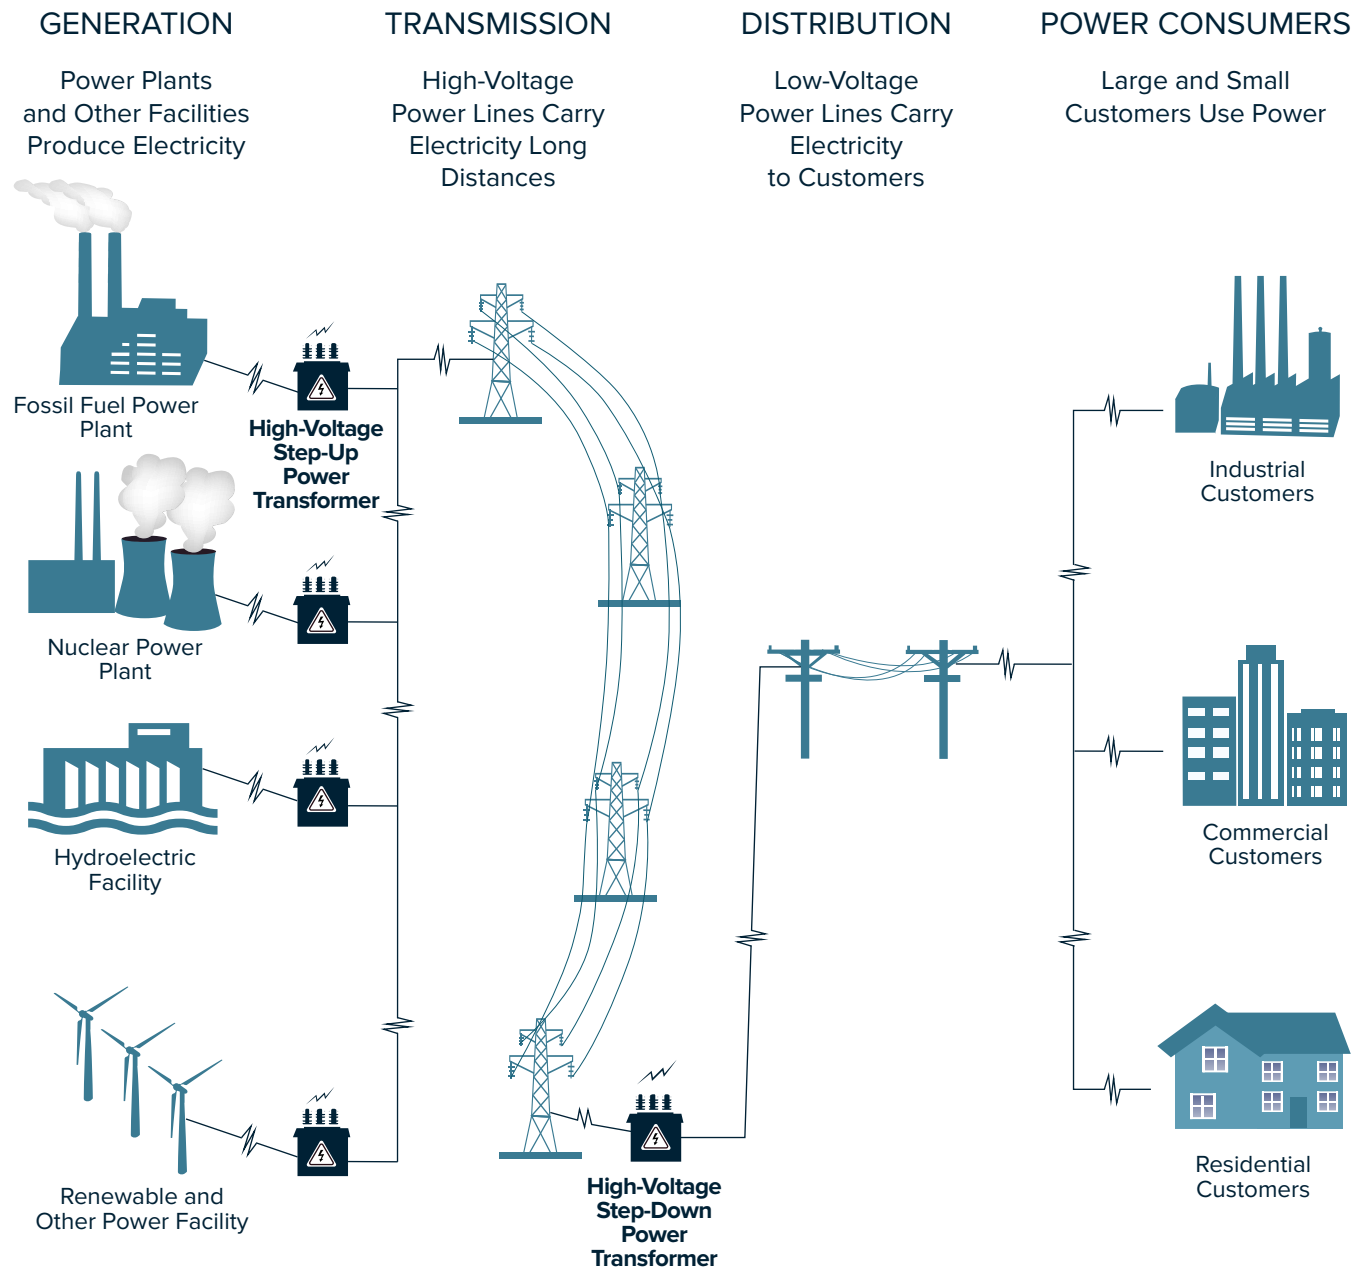 GENERATION
Power Plants
and Other Facilities
Produce Electricity
TRANSMISSION
High-Voltage
Power Lines Carry
Electricity Long
Distances
DISTRIBUTION
Low-Voltage
Power Lines Carry
Electricity
to Customers
POWER CONSUMERS
Large and Small
Customers Use Power
Fossil Fuel Power
Plant
High-Voltage
Step-Up
Power
Transformer
Nuclear Power
Plant
Hydroelectric
Facility
Renewable and
Other Power Facility
High-Voltage
Step-Down
Power
Transformer
Industrial
Customers
Commercial
Customers
Residential
Customers